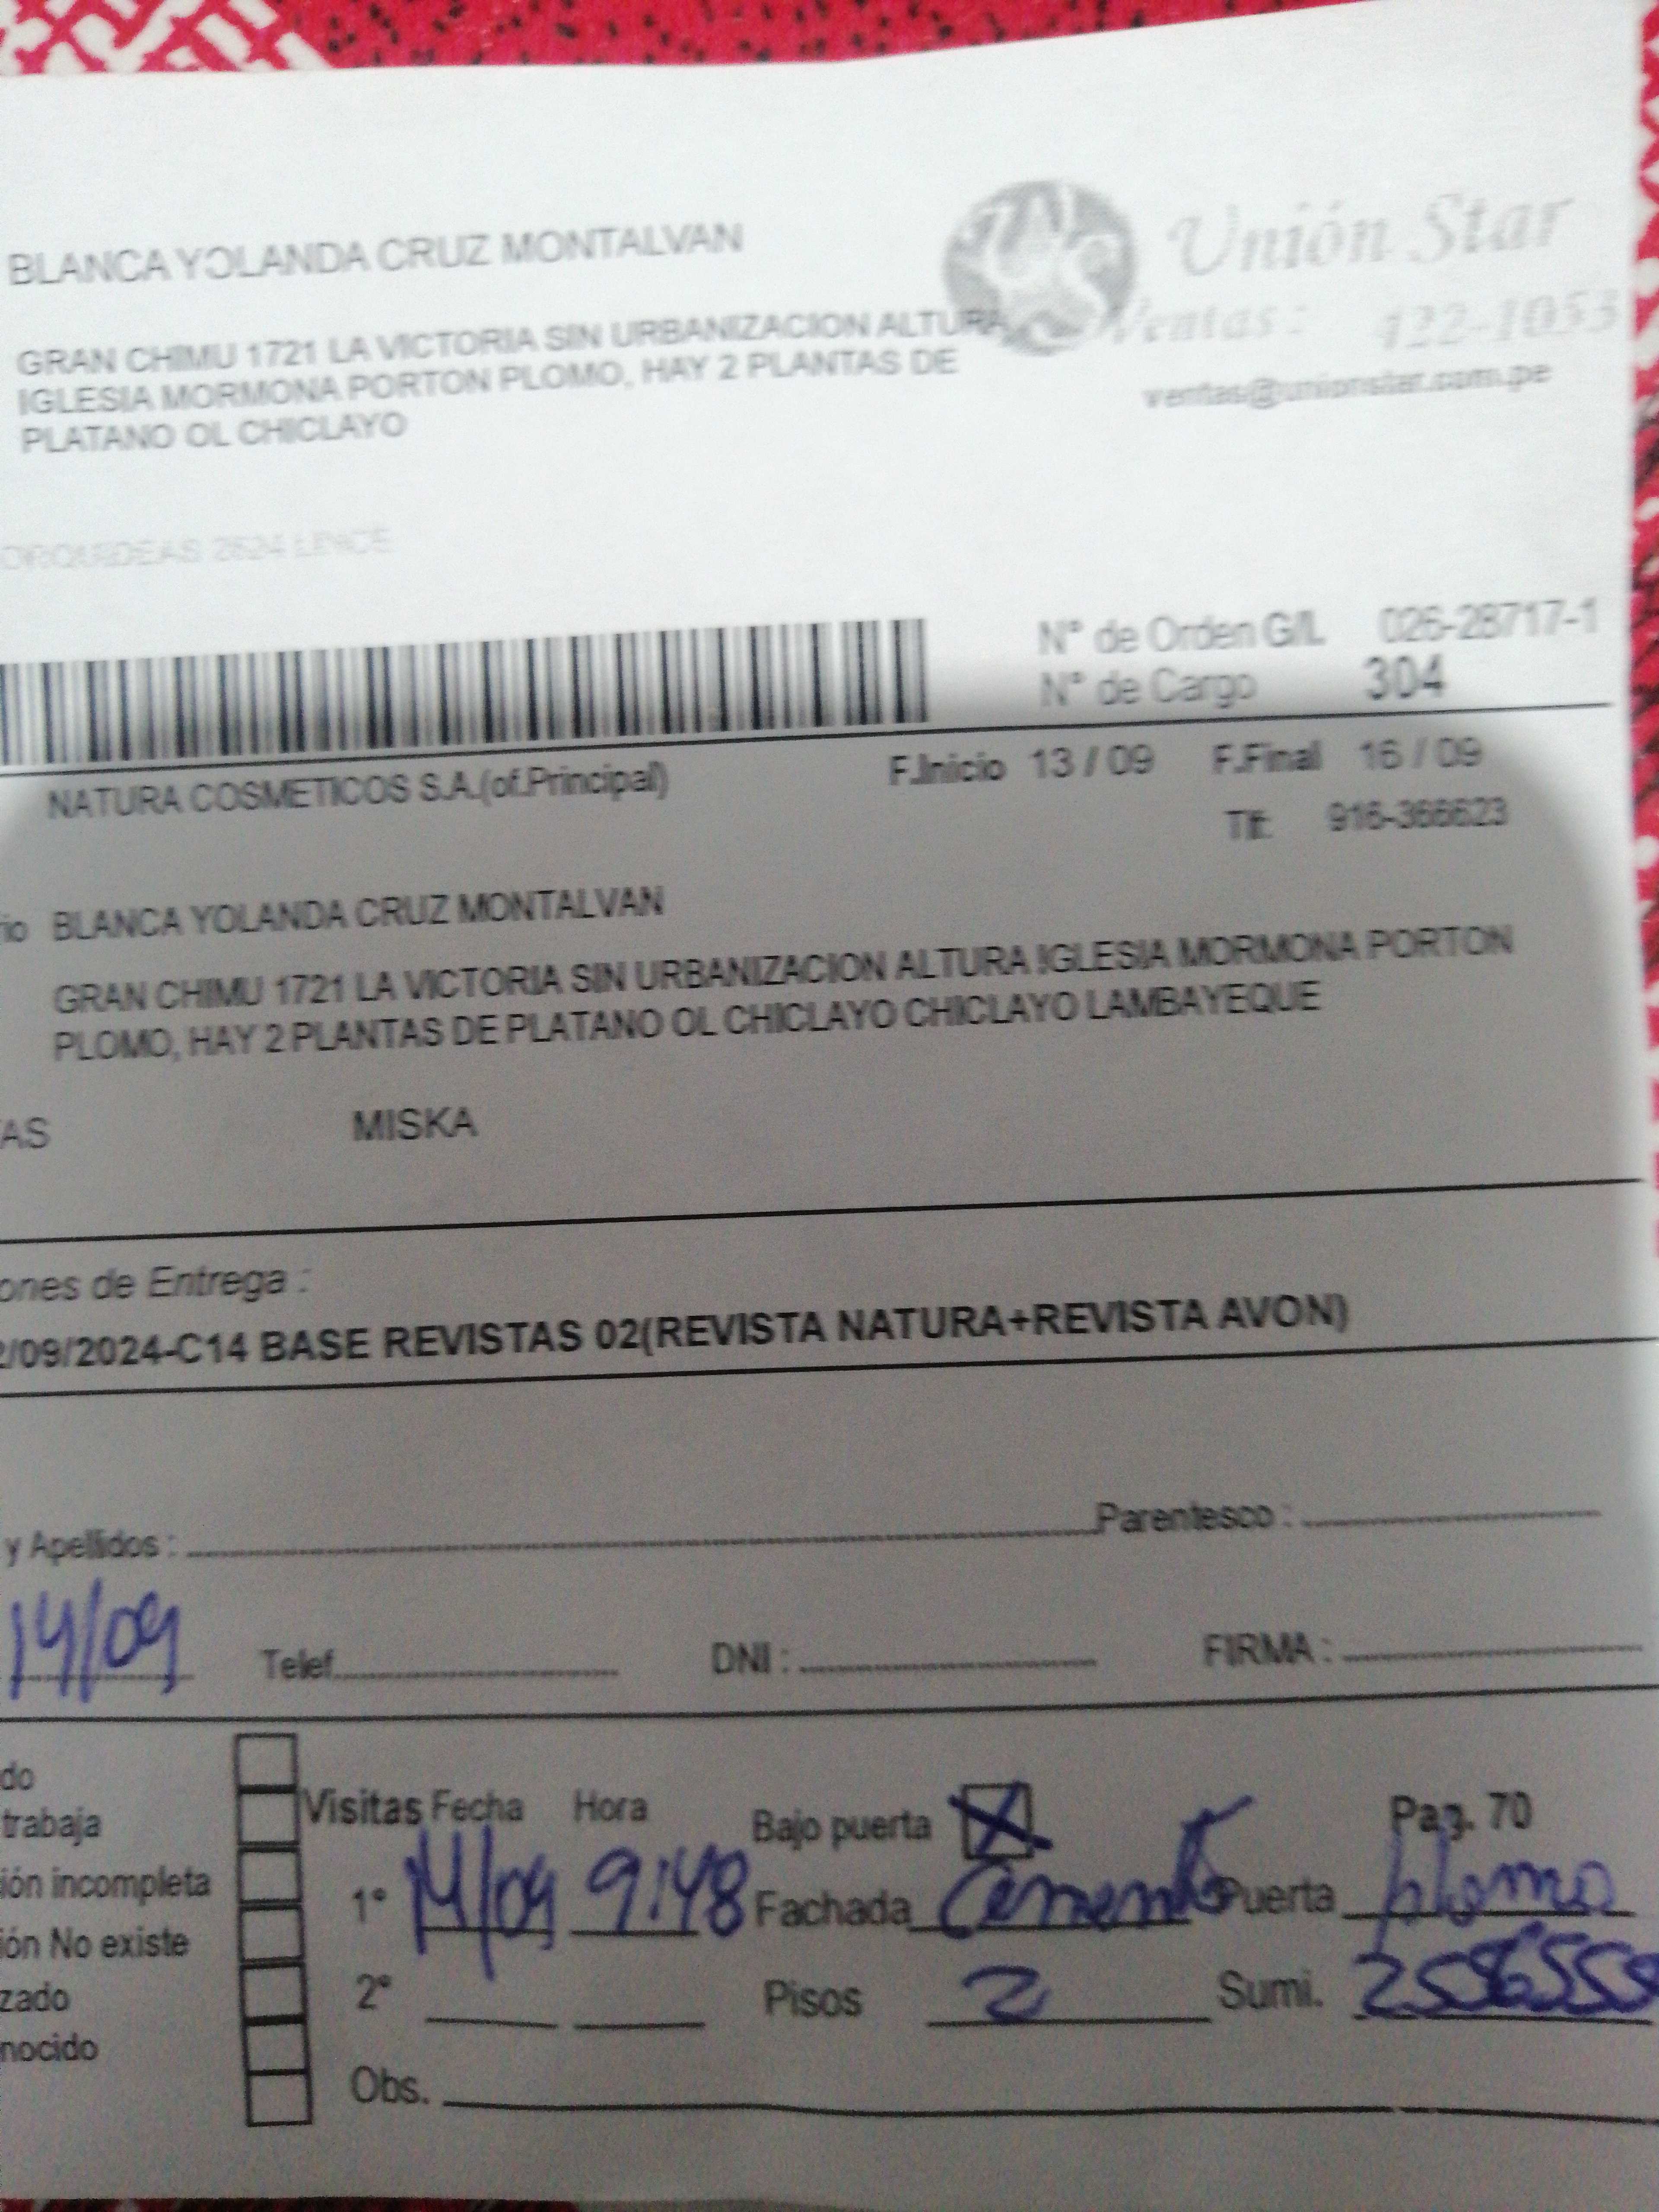 BLANCA YOLANDA CRUZ MONTALVAN
Unión Star
Ventas: 422-1053
ventas@unionstar.com.pe
GRAN CHIMU 1721 LA VICTORIA SIN URBANIZACION ALTURA
IGLESIA MORMONA PORTON PLOMO, HAY 2 PLANTAS DE
PLATANO OL CHICLAYO
ORQUIDEAS 2624 LINCE
N° de Orden G/L 026-28717-1
N° de Cargo 304
NATURA COSMETICOS S.A.(of.Principal) F.Inicio 13 / 09 F.Final 16 / 09
Tlf: 916-366623
rio BLANCA YOLANDA CRUZ MONTALVAN
GRAN CHIMU 1721 LA VICTORIA SIN URBANIZACION ALTURA IGLESIA MORMONA PORTON
PLOMO, HAY 2 PLANTAS DE PLATANO OL CHICLAYO CHICLAYO LAMBAYEQUE
TAS MISKA
ones de Entrega :
2/09/2024-C14 BASE REVISTAS 02(REVISTA NATURA+REVISTA AVON)
y Apellidos : Parentesco :
14/09 Telef. DNI : FIRMA :
do
trabaja
ión incompleta
ión No existe
zado
nocido
Visitas Fecha Hora Bajo puerta X Pag. 70
1° 14/09 9:48 Fachada Cemento Puerta plomo
2° Pisos 2 Sumi.
Obs.